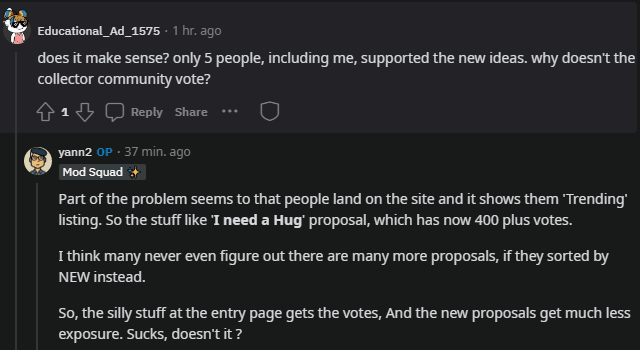 Educational_Ad_1575 · 1 hr. ago
does it make sense? only 5 people, including me, supported the new ideas. why doesn't the
collector community vote?
1 Reply Share ···
yann2 OP · 37 min. ago
Mod Squad ✨
Part of the problem seems to that people land on the site and it shows them 'Trending'
listing. So the stuff like 'I need a Hug' proposal, which has now 400 plus votes.
I think many never even figure out there are many more proposals, if they sorted by
NEW instead.
So, the silly stuff at the entry page gets the votes, And the new proposals get much less
exposure. Sucks, doesn't it ?